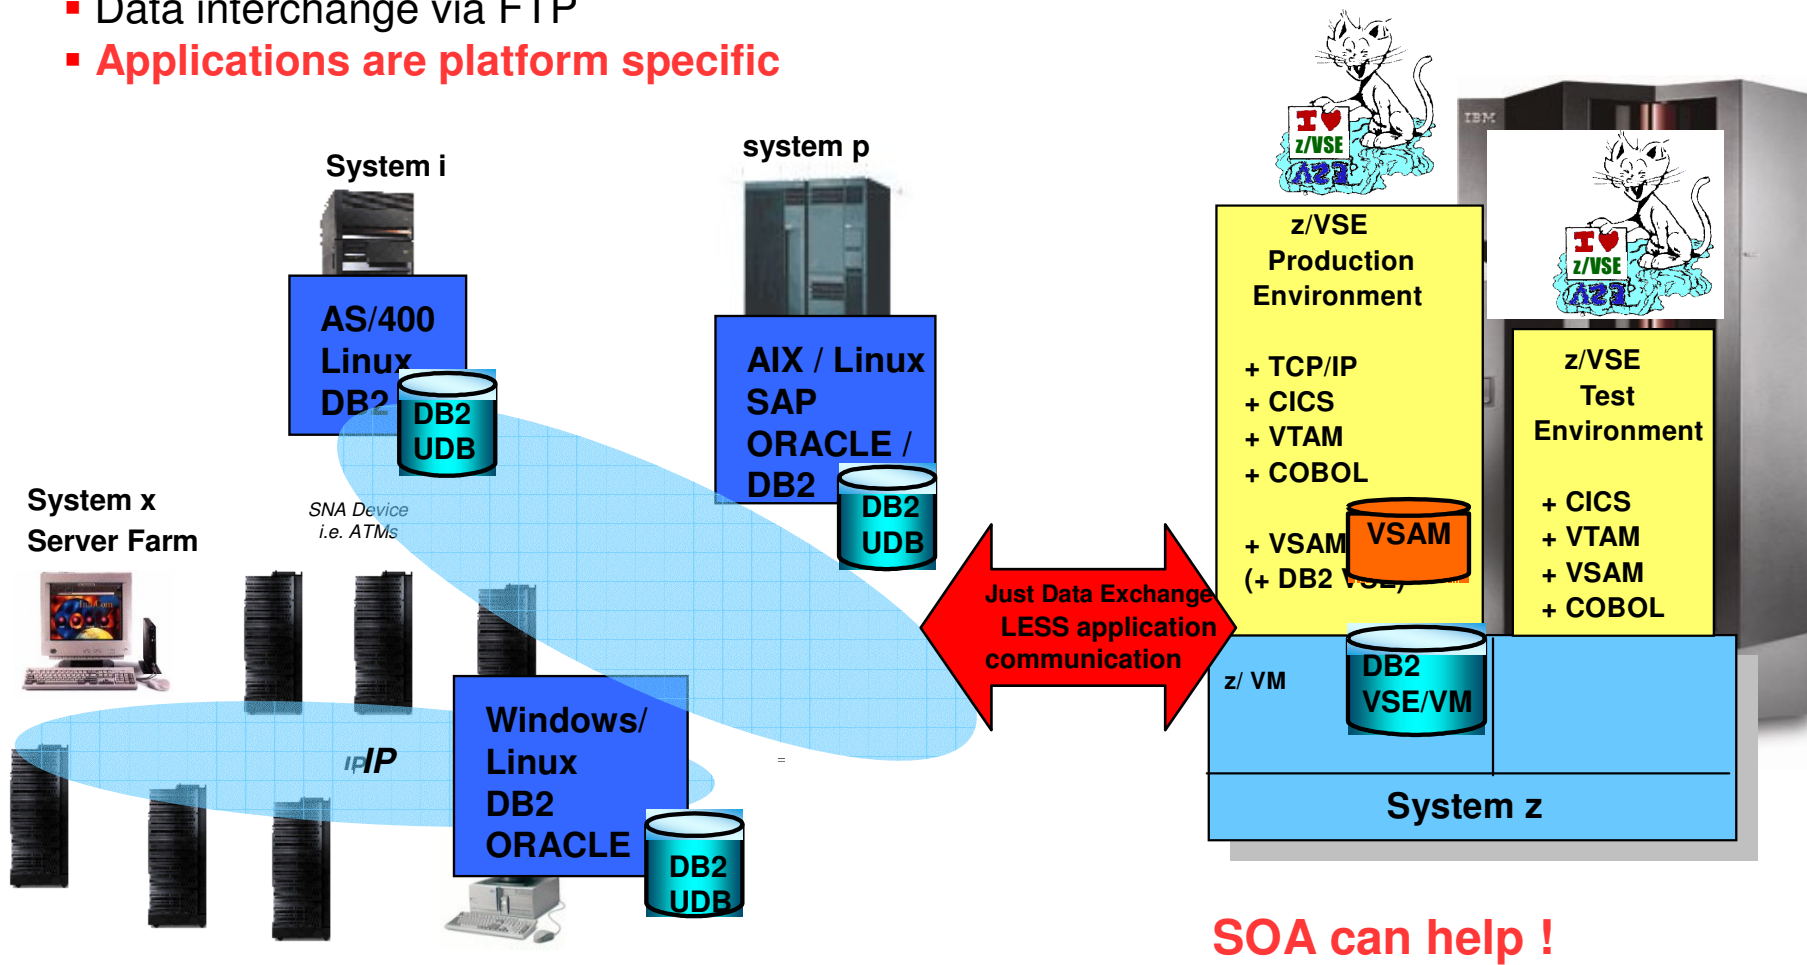 Data interchange via FTP
Applications are platform specific
System i
system p
AS/400
Linux
DB2
DB2
UDB
AIX / Linux
SAP
ORACLE /
DB2
DB2
UDB
System x
Server Farm
SNA Device
i.e. ATMs
IP
IP
Windows/
Linux
DB2
ORACLE
DB2
UDB
=
Just Data Exchange
LESS application
communication
I ♥
z/VSE
IBM
I ♥
z/VSE
z/VSE
Production
Environment
+ TCP/IP
+ CICS
+ VTAM
+ COBOL
+ VSAM
(+ DB2 VSE)
VSAM
z/VSE
Test
Environment
+ CICS
+ VTAM
+ VSAM
+ COBOL
z/ VM
DB2
VSE/VM
System z
SOA can help !